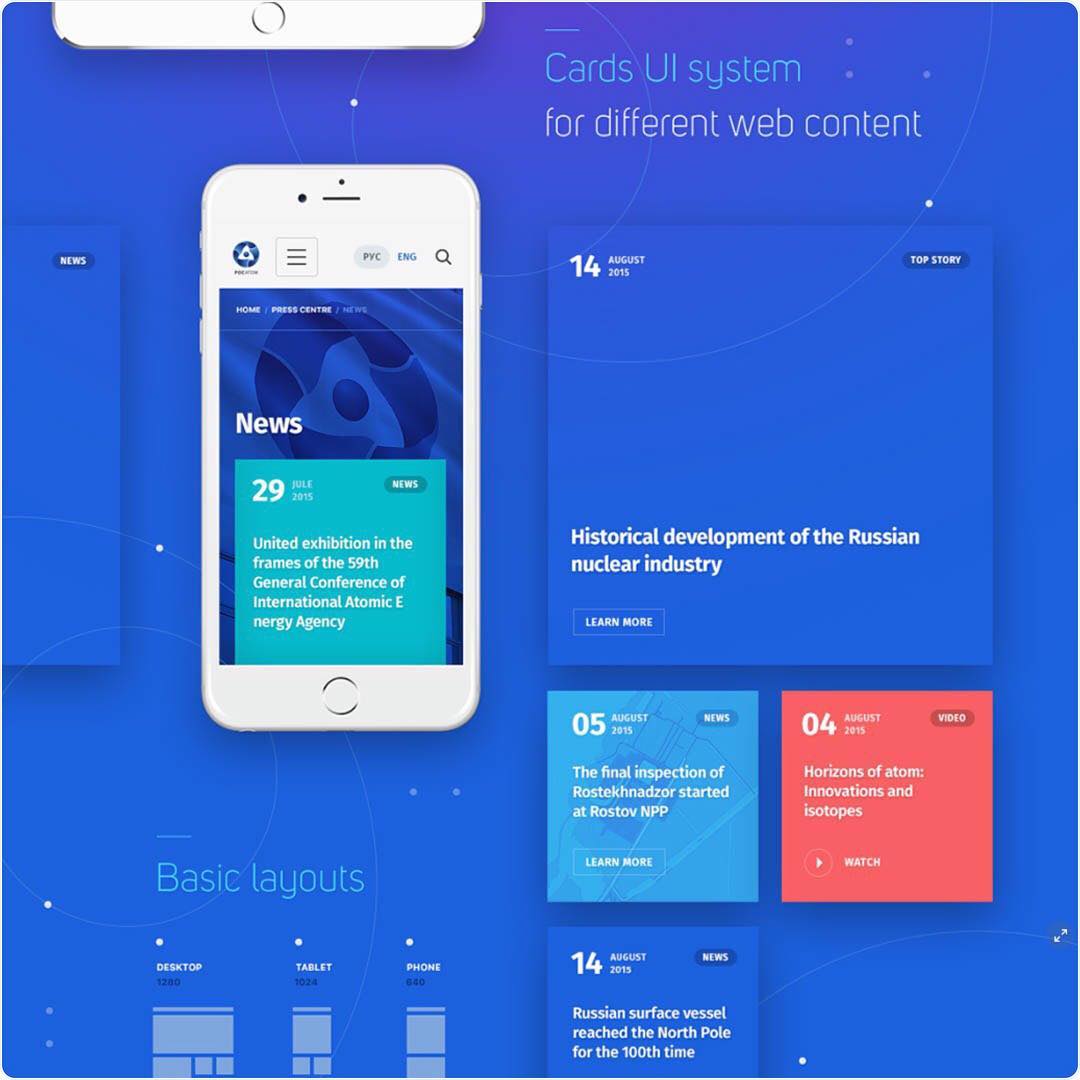 Cards UI system
for different web content
NEWS
РОСАТОМ
РУС
ENG
HOME / PRESS CENTRE / NEWS
News
29
JULE
2015
NEWS
United exhibition in the
frames of the 59th
General Conference of
International Atomic E
nergy Agency
14
AUGUST
2015
TOP STORY
Historical development of the Russian
nuclear industry
LEARN MORE
05
AUGUST
2015
NEWS
The final inspection of
Rostekhnadzor started
at Rostov NPP
LEARN MORE
04
AUGUST
2015
VIDEO
Horizons of atom:
Innovations and
isotopes
WATCH
14
AUGUST
2015
NEWS
Russian surface vessel
reached the North Pole
for the 100th time
Basic layouts
DESKTOP
1280
TABLET
1024
PHONE
640